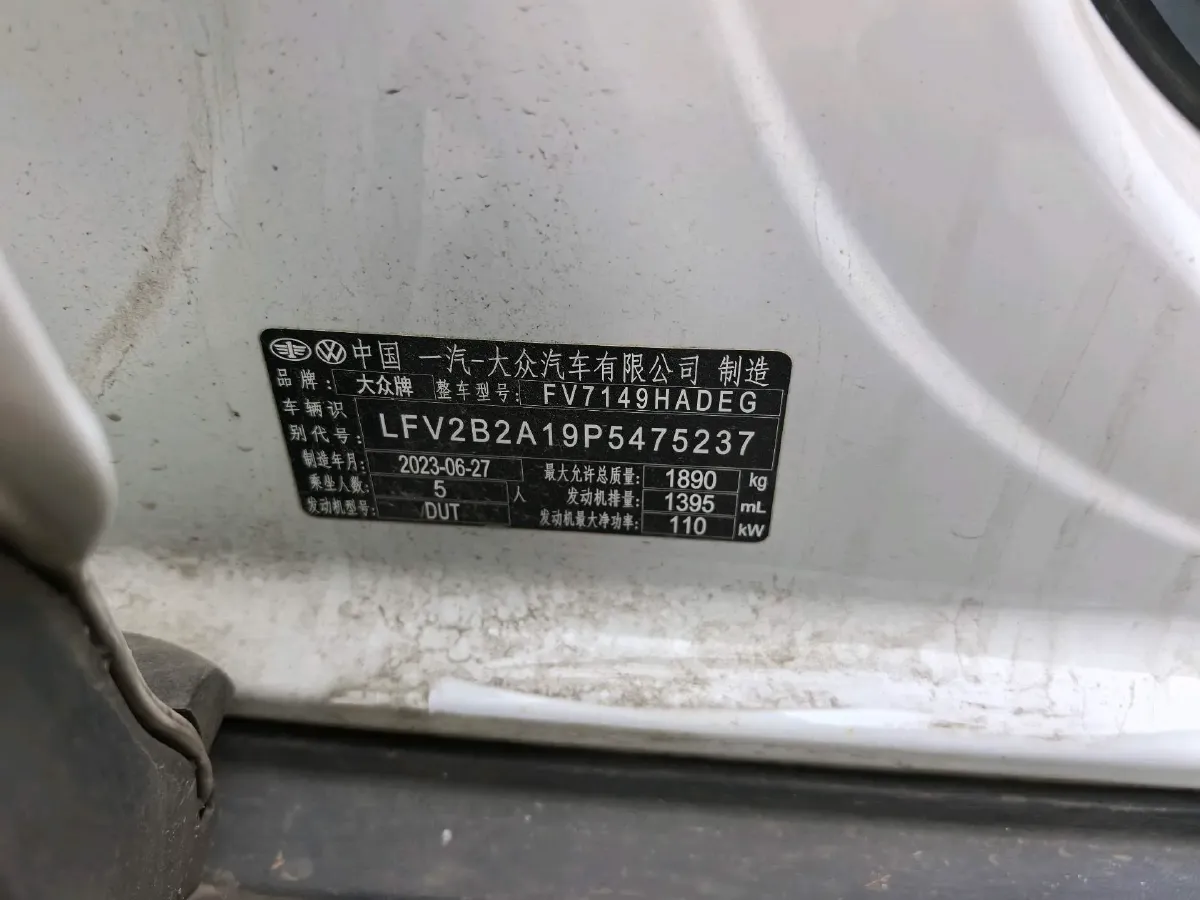 中国 一汽-大众汽车有限公司 制造
品牌: 大众牌 整车型号: FV7149HADEG
车辆识别代号: LFV2B2A19P5475237
制造年月: 2023-06-27 最大允许总质量: 1890 kg
乘坐人数: 5 人 发动机排量: 1395 mL
发动机型号: DUT 发动机最大净功率: 110 kW